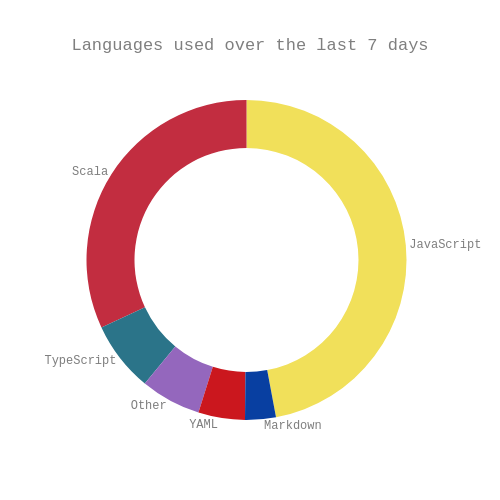 Languages used over the last 7 days
Scala
JavaScript
TypeScript
Other
YAML
Markdown